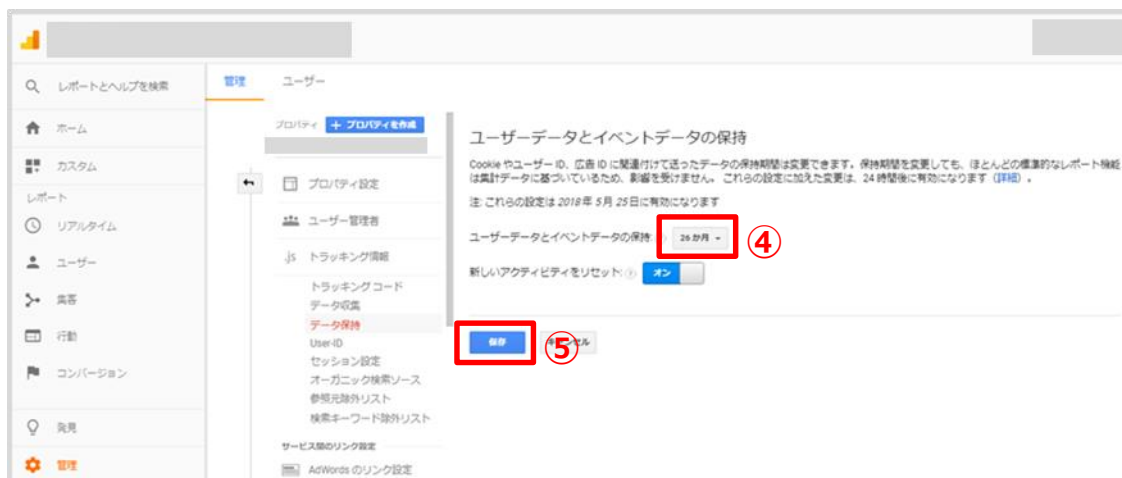 レポートとヘルプを検索
ホーム
カスタム
レポート
リアルタイム
ユーザー
集客
行動
コンバージョン
発見
管理
管理
ユーザー
プロパティ
+ プロパティを作成
プロパティ設定
ユーザー管理者
.js トラッキング情報
トラッキング コード
データ収集
データ保持
User-ID
セッション設定
オーガニック検索ソース
参照元除外リスト
検索キーワード除外リスト
サービス間のリンク設定
AdWords のリンク設定
ユーザーデータとイベントデータの保持
Cookie やユーザー ID、広告 ID に関連付けて送ったデータの保持期間は変更できます。保持期間を変更しても、ほとんどの標準的なレポート機能
は集計データに基づいているため、影響を受けません。これらの設定に加えた変更は、24 時間後に有効になります（詳細）。
注: これらの設定は 2018 年 5 月 25 日に有効になります
ユーザーデータとイベントデータの保持: ? 26 か月 ④
新しいアクティビティをリセット: ? オン
保存 ⑤ キャンセル